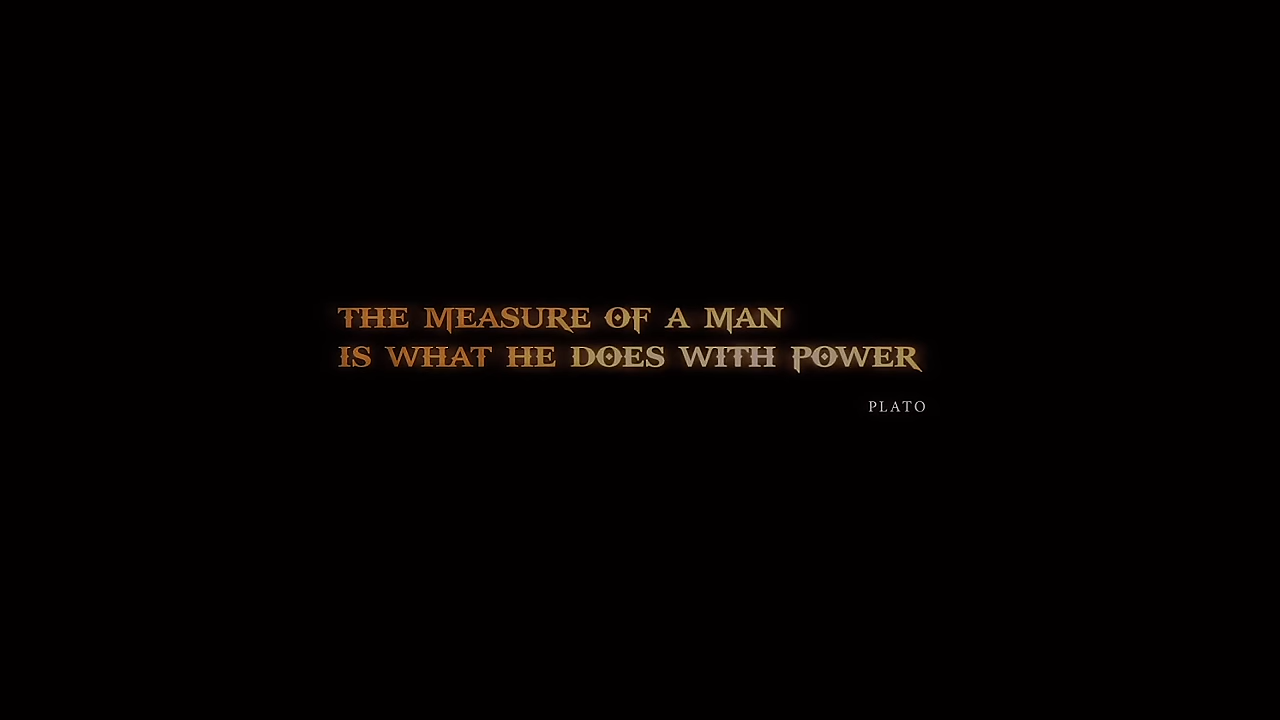 THE MEASURE OF A MAN
IS WHAT HE DOES WITH POWER
PLATO